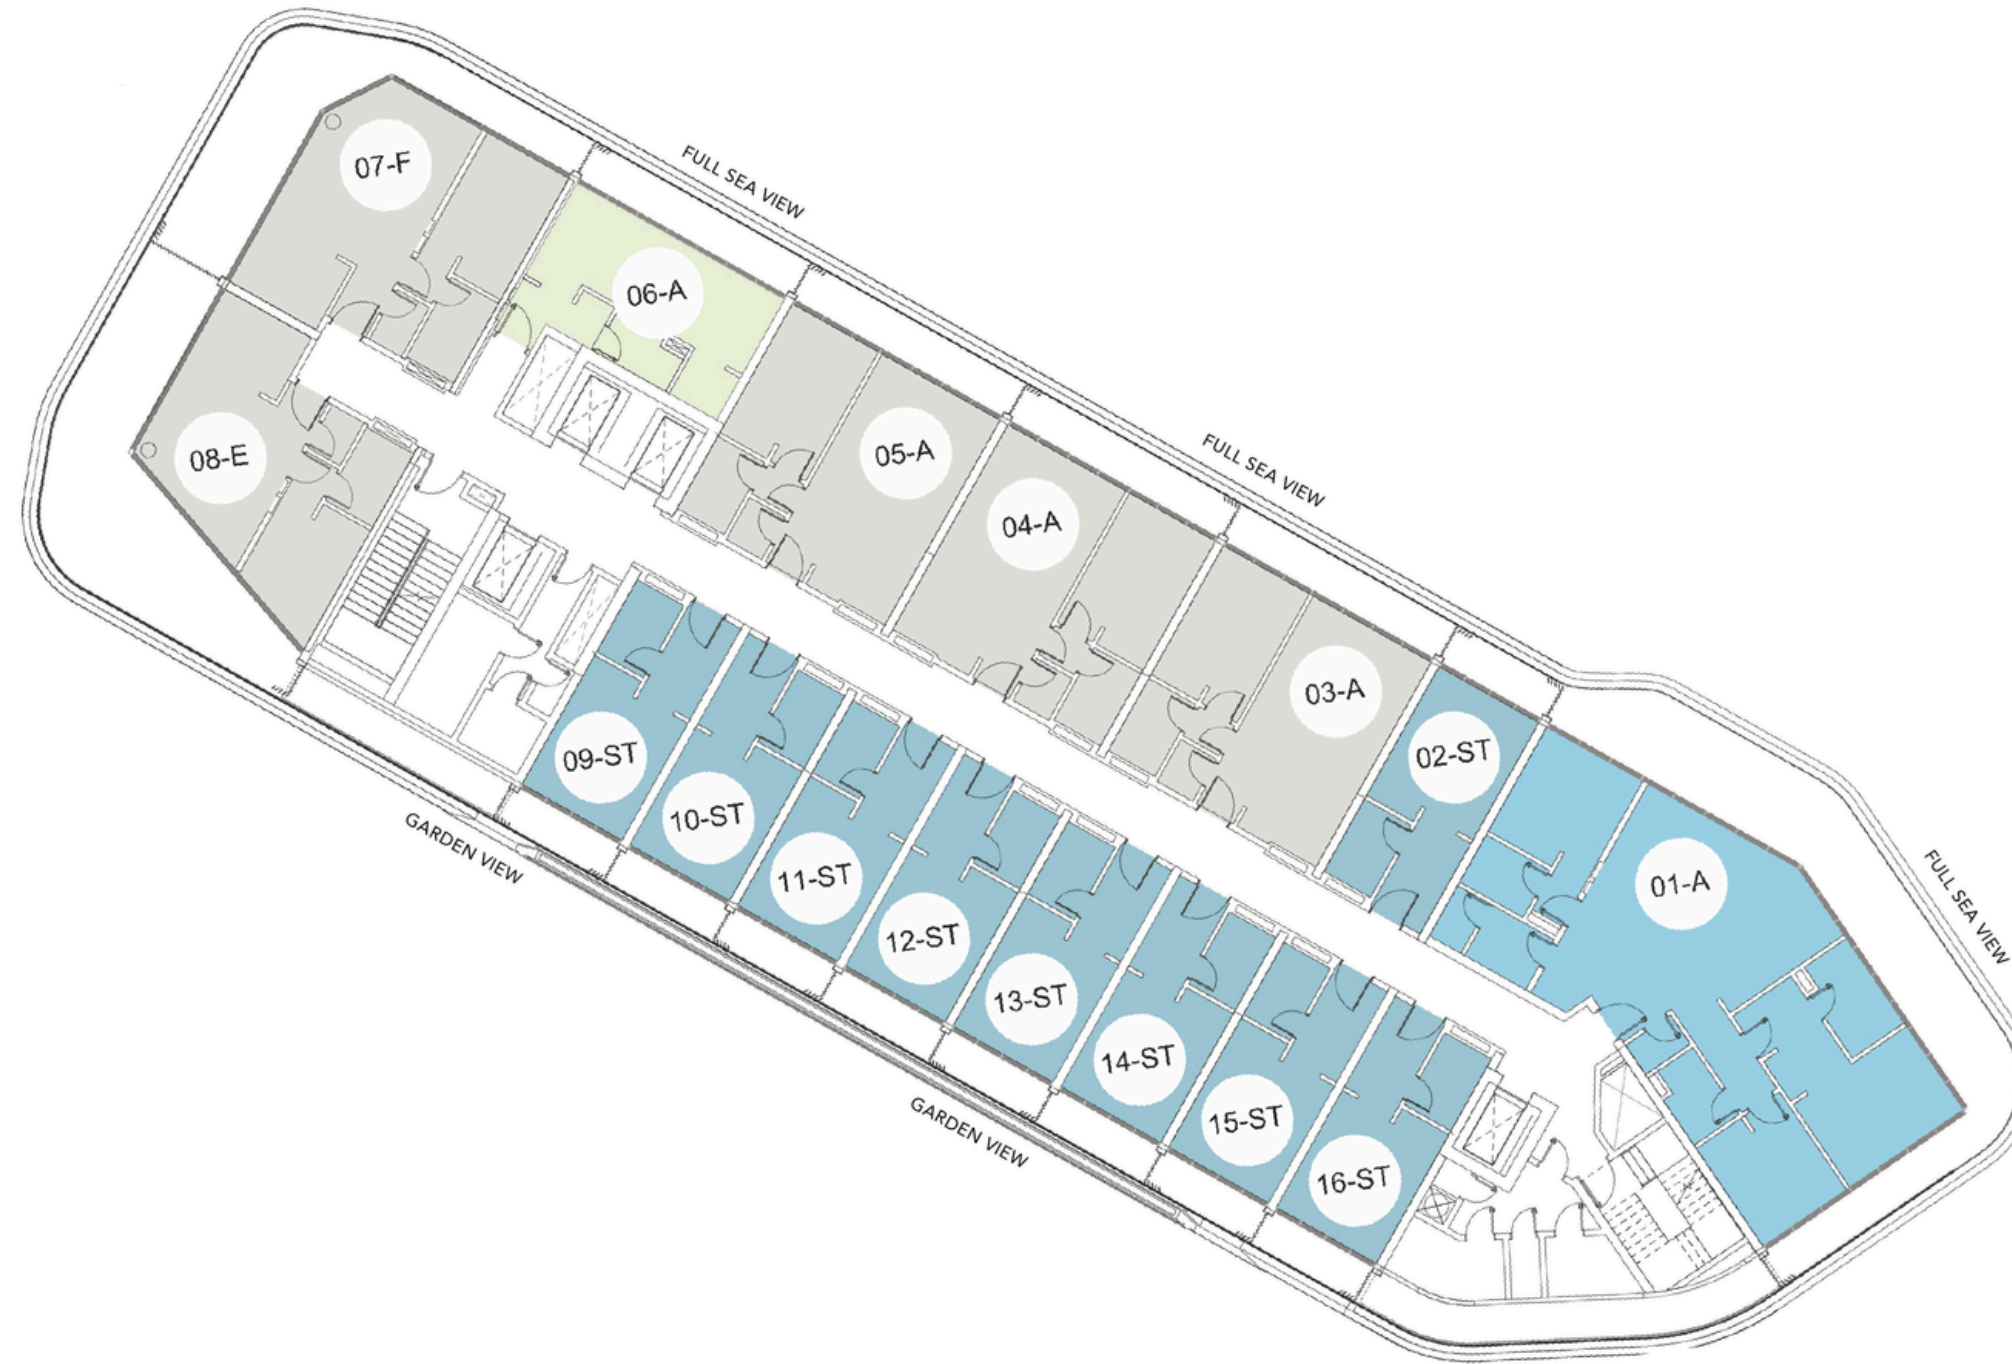 07-F
FULL SEA VIEW
06-A
08-E
05-A
04-A
FULL SEA VIEW
03-A
02-ST
01-A
FULL SEA VIEW
09-ST
10-ST
11-ST
12-ST
13-ST
14-ST
15-ST
16-ST
GARDEN VIEW
GARDEN VIEW